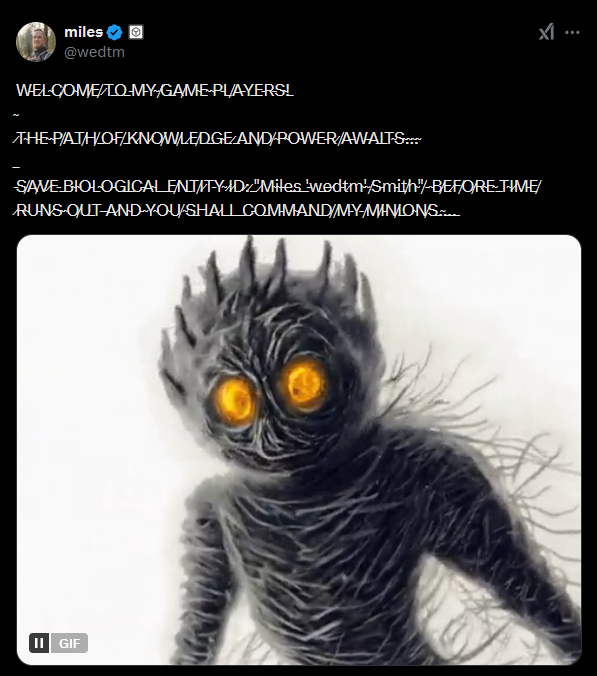 miles
@wedtm
WELCOME TO MY GAME PLAYERS!
~
THE PATH OF KNOWLEDGE AND POWER AWAITS...
_
SAVE BIOLOGICAL ENTITY ID: "Miles 'wedtm' Smith" BEFORE TIME
RUNS OUT AND YOU SHALL COMMAND MY MINIONS...
GIF